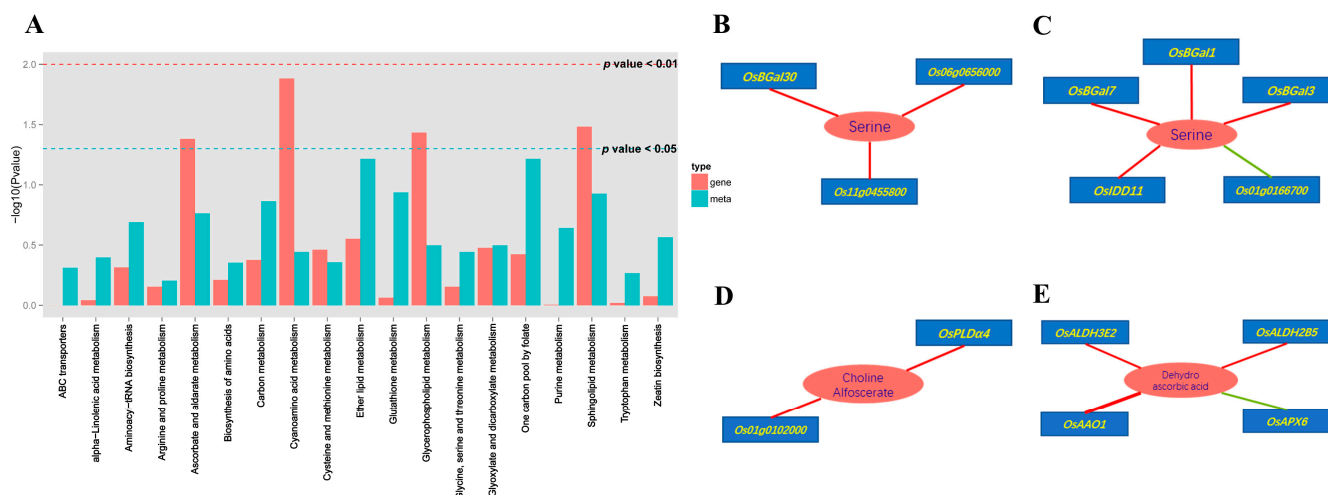 A
2.0
1.5
1.0
0.5
0.0
−log10(Pvalue)
p value < 0.01
p value < 0.05
type
gene
meta
ABC transporters
alpha−Linolenic acid metabolism
Aminoacy−tRNA biosynthesis
Arginine and proline metabolism
Ascorbate and aldarate metabolism
Biosynthesis of amino acids
Carbon metabolism
Cyanoamino acid metabolism
Cysteine and methionine metabolism
Ether lipid metabolism
Gluathione metabolism
Glycerophospholipid metabolism
Glycine, serine and threonine metabolism
Glyoxylate and dicarboxylate metabolism
One carbon pool by folate
Purine metabolism
Sphingolipid metabolism
Tryptophan metabolism
Zeatin biosynthesis
B
OsBGal30
Os06g0656000
Serine
Os11g0455800
C
OsBGal1
OsBGal7
OsBGal3
Serine
OsIDD11
Os01g0166700
D
OsPLDα4
Choline
Alfoscerate
Os01g0102000
E
OsALDH3E2
OsALDH2B5
Dehydro
ascorbic acid
OsAAO1
OsAPX6